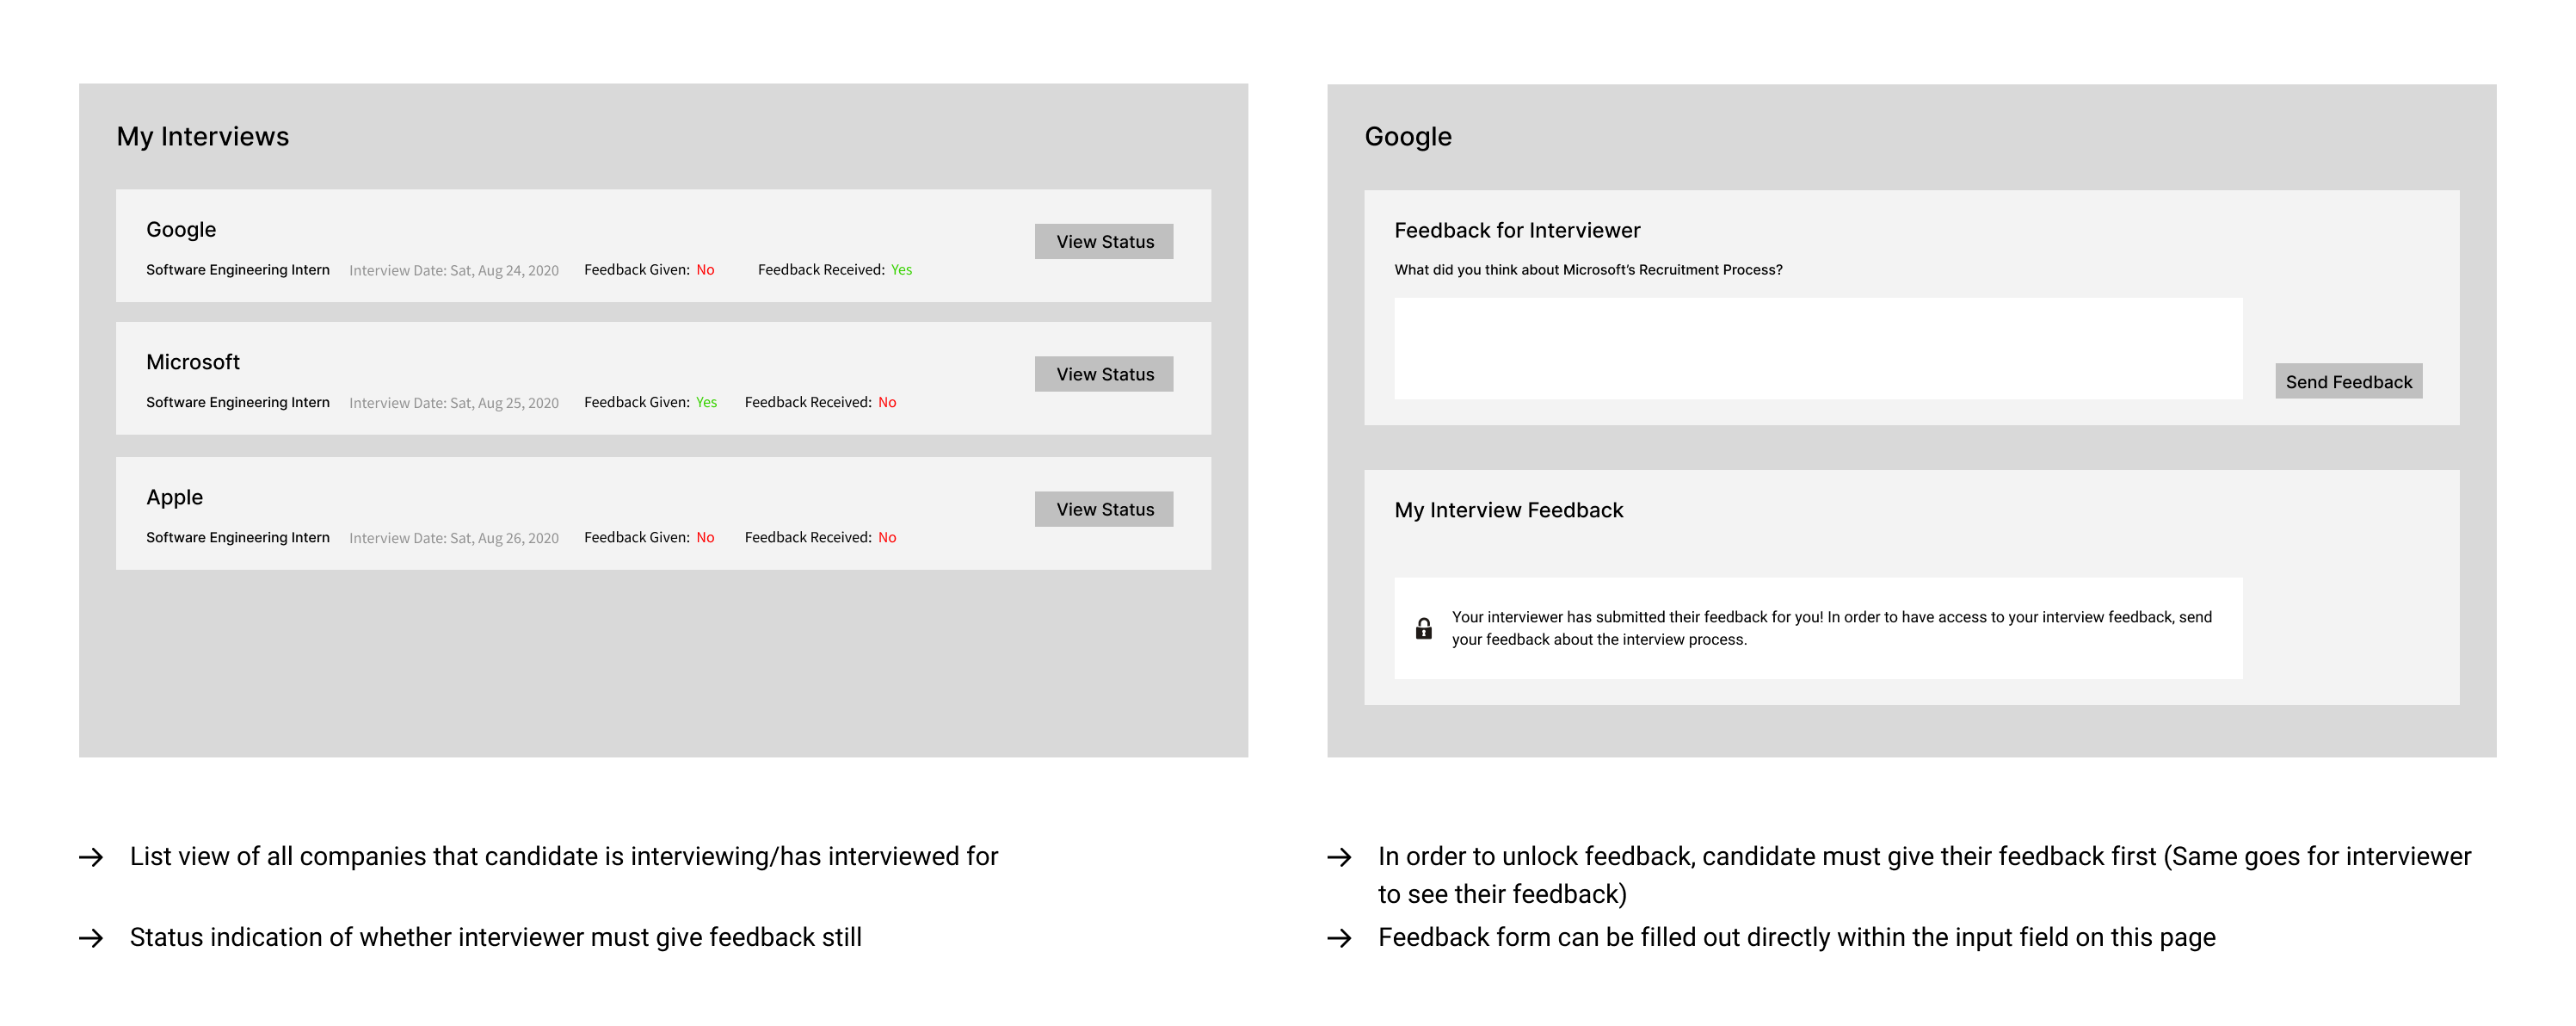 My Interviews
Google
View Status
Software Engineering Intern Interview Date: Sat, Aug 24, 2020 Feedback Given: No Feedback Received: Yes
Microsoft
View Status
Software Engineering Intern Interview Date: Sat, Aug 25, 2020 Feedback Given: Yes Feedback Received: No
Apple
View Status
Software Engineering Intern Interview Date: Sat, Aug 26, 2020 Feedback Given: No Feedback Received: No
→ List view of all companies that candidate is interviewing/has interviewed for
→ Status indication of whether interviewer must give feedback still
Google
Feedback for Interviewer
What did you think about Microsoft's Recruitment Process?
Send Feedback
My Interview Feedback
Your interviewer has submitted their feedback for you! In order to have access to your interview feedback, send
your feedback about the interview process.
→ In order to unlock feedback, candidate must give their feedback first (Same goes for interviewer
to see their feedback)
→ Feedback form can be filled out directly within the input field on this page